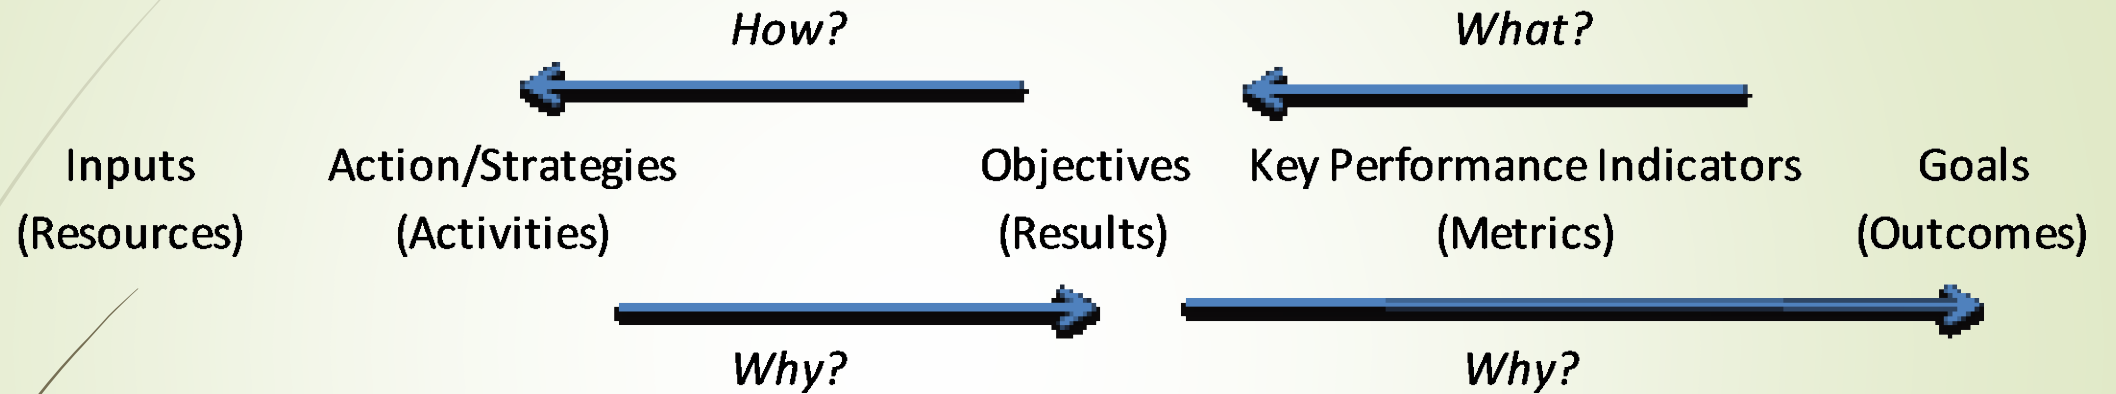 How? What?
Inputs Action/Strategies Objectives Key Performance Indicators Goals
(Resources) (Activities) (Results) (Metrics) (Outcomes)
Why? Why?